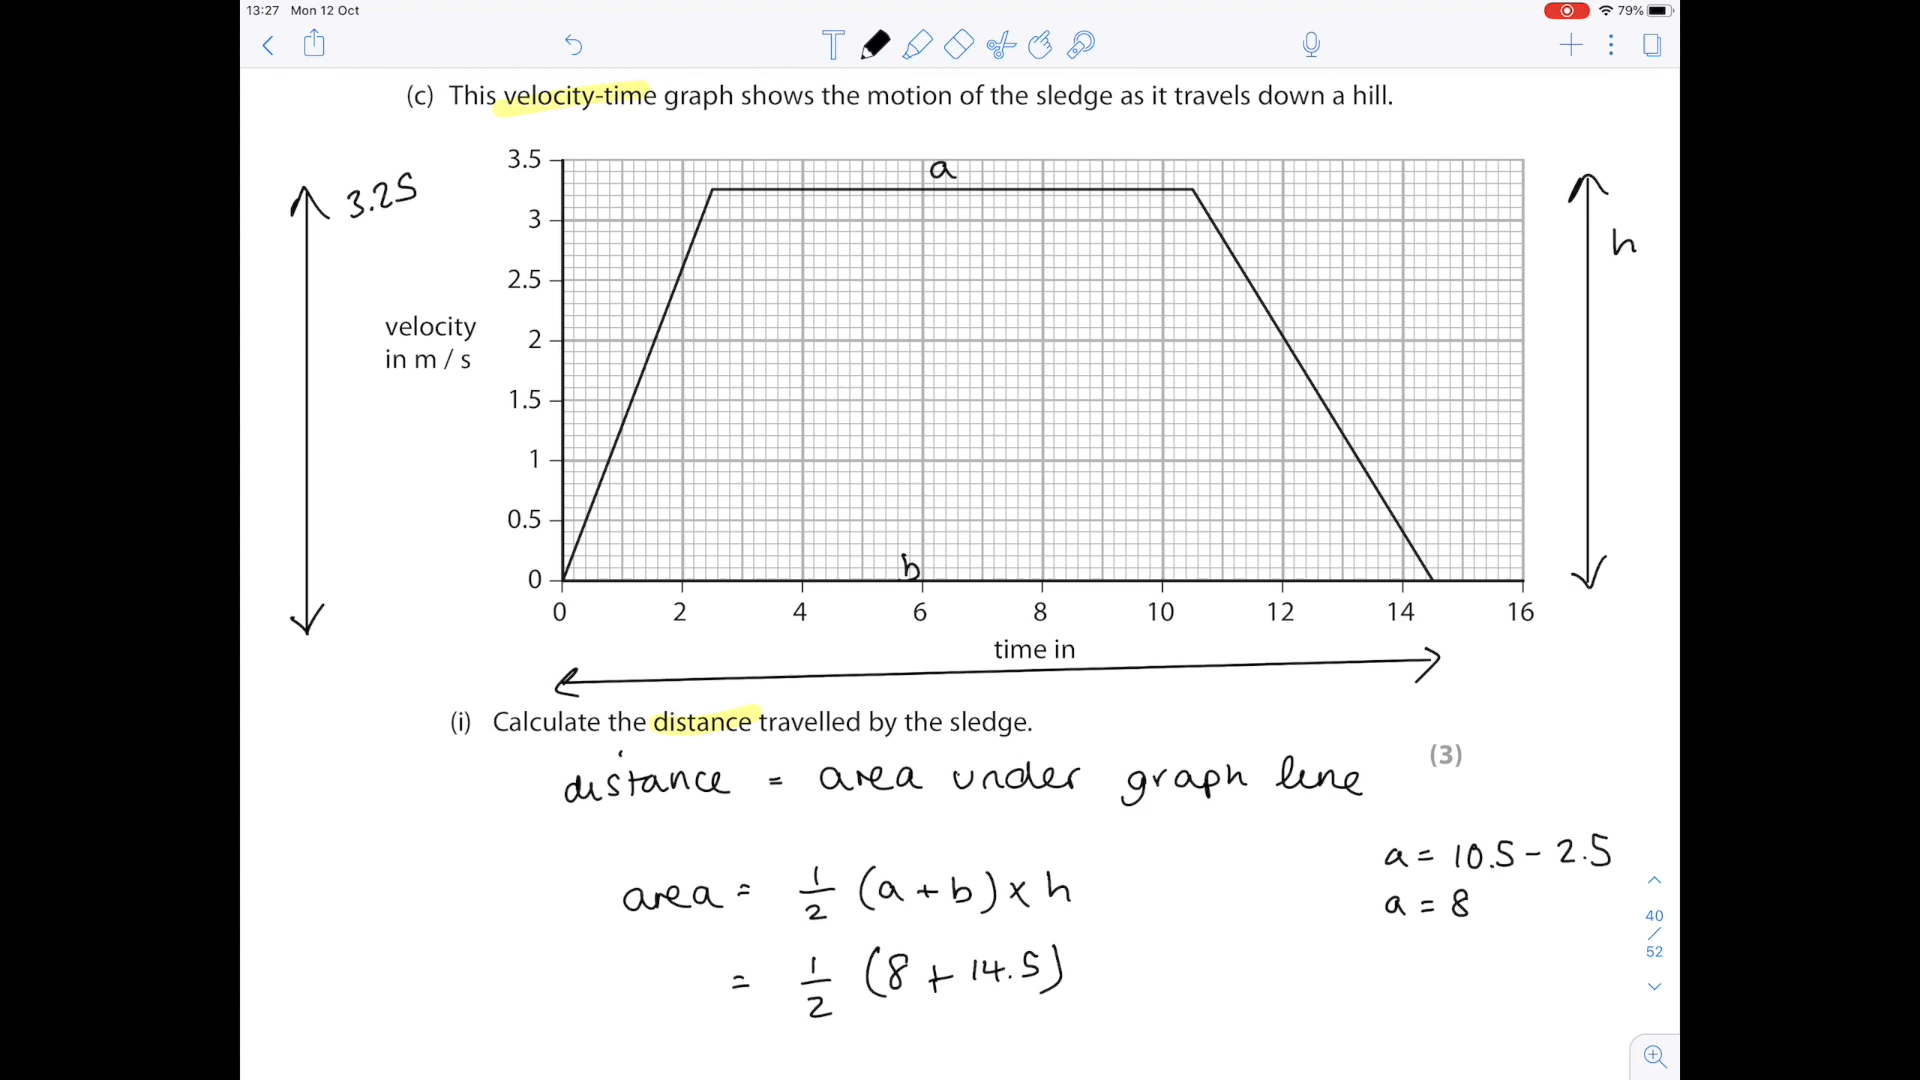 13:27 Mon 12 Oct
79%
T
(c) This velocity-time graph shows the motion of the sledge as it travels down a hill.
3.5
3
2.5
2
1.5
1
0.5
0
velocity
in m / s
3.25
a
h
b
0 2 4 6 8 10 12 14 16
time in
(i) Calculate the distance travelled by the sledge.
(3)
distance = area under graph line
a = 10.5 - 2.5
a = 8
area = 1/2 (a + b) x h
= 1/2 (8 + 14.5)
40
/
52